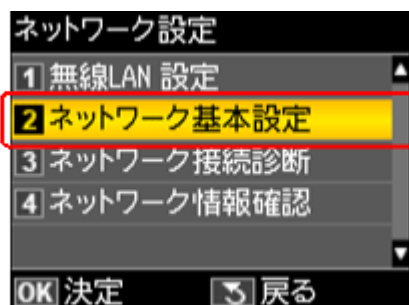 ネットワーク設定
1 無線LAN 設定
2 ネットワーク基本設定
3 ネットワーク接続診断
4 ネットワーク情報確認
OK 決定 戻る